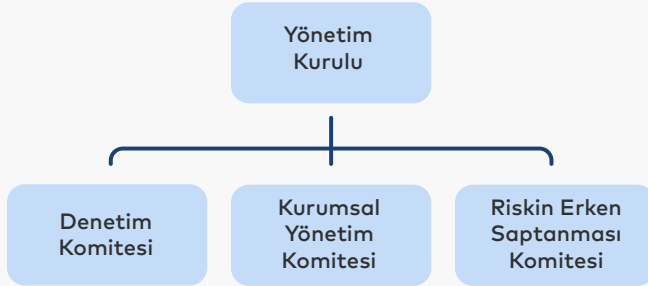 Yönetim
Kurulu
Denetim
Komitesi
Kurumsal
Yönetim
Komitesi
Riskin Erken
Saptanması
Komitesi